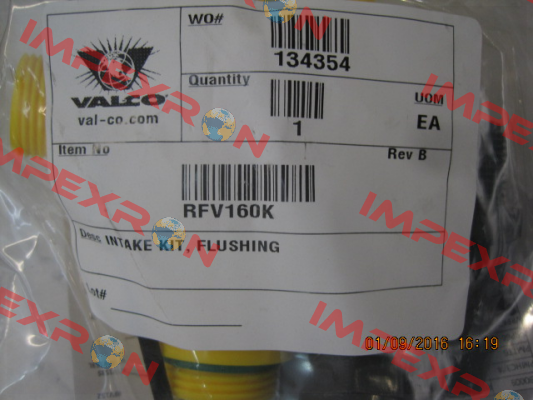 WO#
134354
VALCO
val-co.com
Quantity
1
UOM
EA
Item No
Rev B
RFV160K
Desc INTAKE KIT, FLUSHING
Lot#
IMPEXRON
01/09/2016 16:19